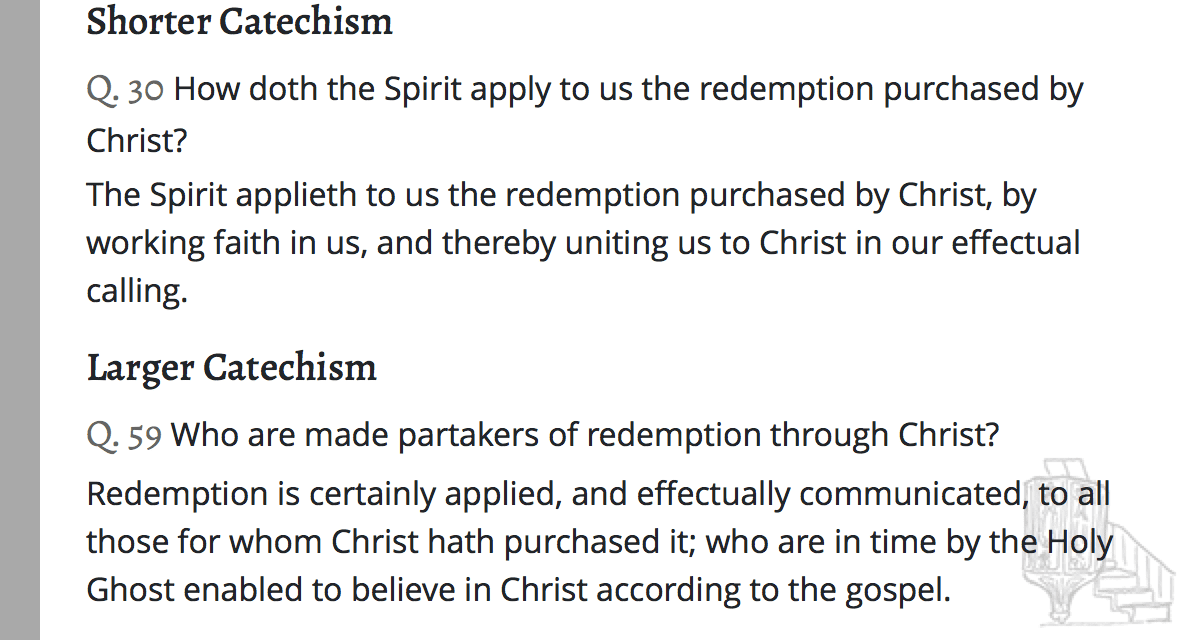 Shorter Catechism
Q. 30 How doth the Spirit apply to us the redemption purchased by
Christ?
The Spirit applieth to us the redemption purchased by Christ, by
working faith in us, and thereby uniting us to Christ in our effectual
calling.
Larger Catechism
Q. 59 Who are made partakers of redemption through Christ?
Redemption is certainly applied, and effectually communicated, to all
those for whom Christ hath purchased it; who are in time by the Holy
Ghost enabled to believe in Christ according to the gospel.